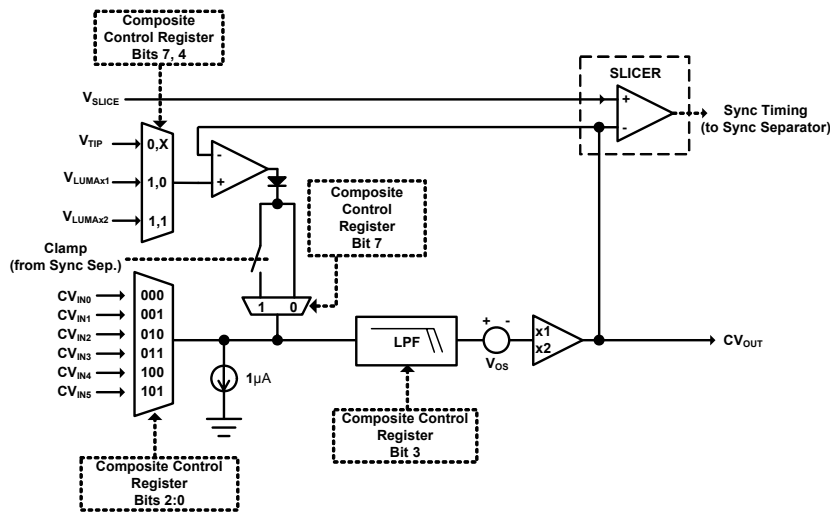 Composite
Control Register
Bits 7, 4
SLICER
VSLICE
+
-
Sync Timing
(to Sync Separator)
VTIP
0,X
VLUMAx1
1,0
VLUMAx2
1,1
-
+
Composite
Control
Register
Bit 7
Clamp
(from Sync Sep.)
1 0
CVIN0
000
CVIN1
001
CVIN2
010
CVIN3
011
CVIN4
100
CVIN5
101
1µA
LPF
+ -
VOS
x1
x2
CVOUT
Composite Control
Register
Bit 3
Composite Control
Register
Bits 2:0